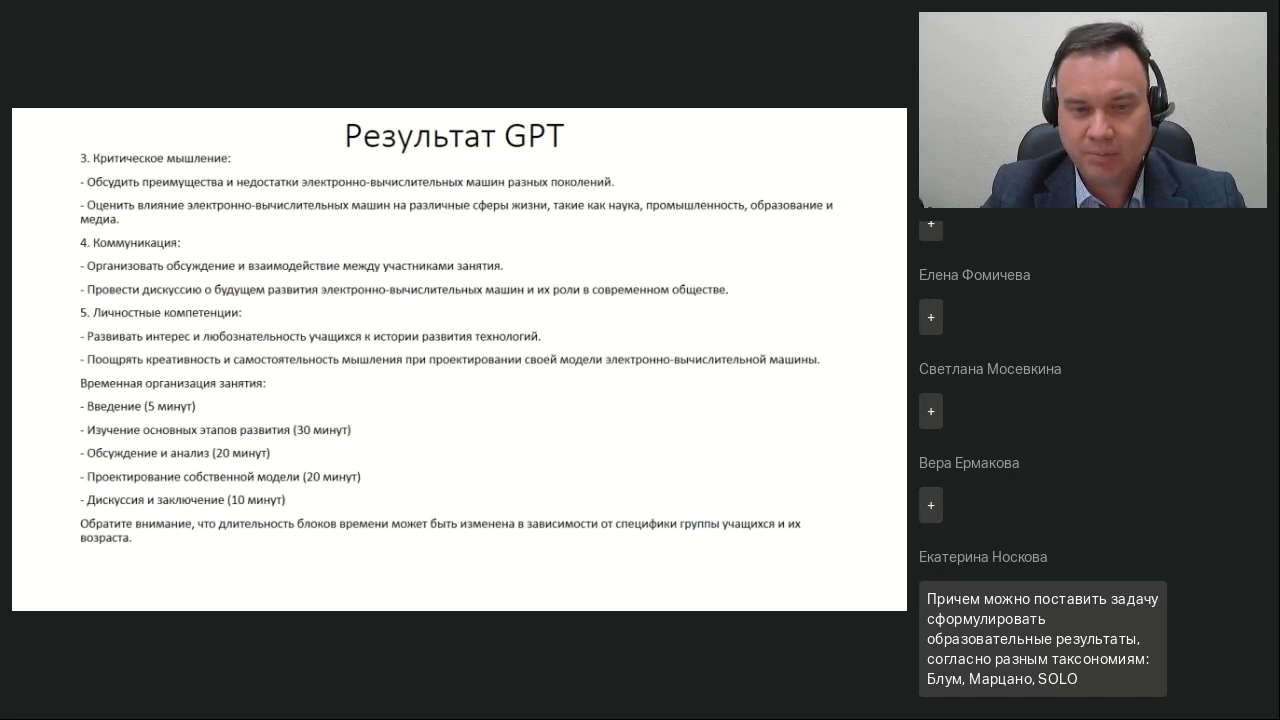 Результат GPT
3. Критическое мышление:
- Обсудить преимущества и недостатки электронно-вычислительных машин разных поколений.
- Оценить влияние электронно-вычислительных машин на различные сферы жизни, такие как наука, промышленность, образование и
медиа.
4. Коммуникация:
- Организовать обсуждение и взаимодействие между участниками занятия.
- Провести дискуссию о будущем развития электронно-вычислительных машин и их роли в современном обществе.
5. Личностные компетенции:
- Развивать интерес и любознательность учащихся к истории развития технологий.
- Поощрять креативность и самостоятельность мышления при проектировании своей модели электронно-вычислительной машины.
Временная организация занятия:
- Введение (5 минут)
- Изучение основных этапов развития (30 минут)
- Обсуждение и анализ (20 минут)
- Проектирование собственной модели (20 минут)
- Дискуссия и заключение (10 минут)
Обратите внимание, что длительность блоков времени может быть изменена в зависимости от специфики группы учащихся и их
возраста.
+
Елена Фомичева
+
Светлана Мосевкина
+
Вера Ермакова
+
Екатерина Носкова
Причем можно поставить задачу
сформулировать
образовательные результаты,
согласно разным таксономиям:
Блум, Марцано, SOLO